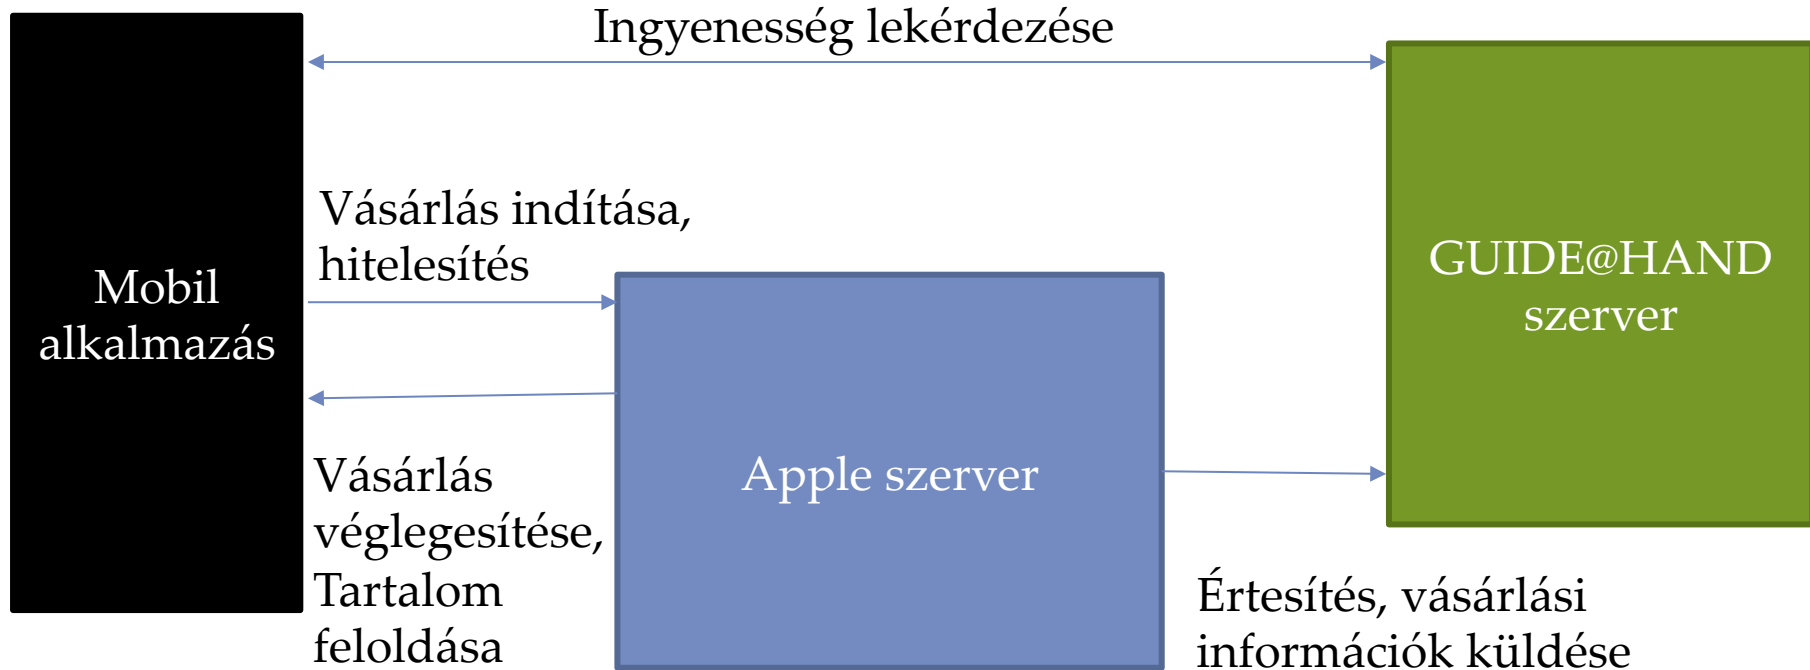 Ingyenesség lekérdezése
Mobil
alkalmazás
Vásárlás indítása,
hitelesítés
GUIDE@HAND
szerver
Apple szerver
Vásárlás
véglegesítése,
Tartalom
feloldása
Értesítés, vásárlási
információk küldése